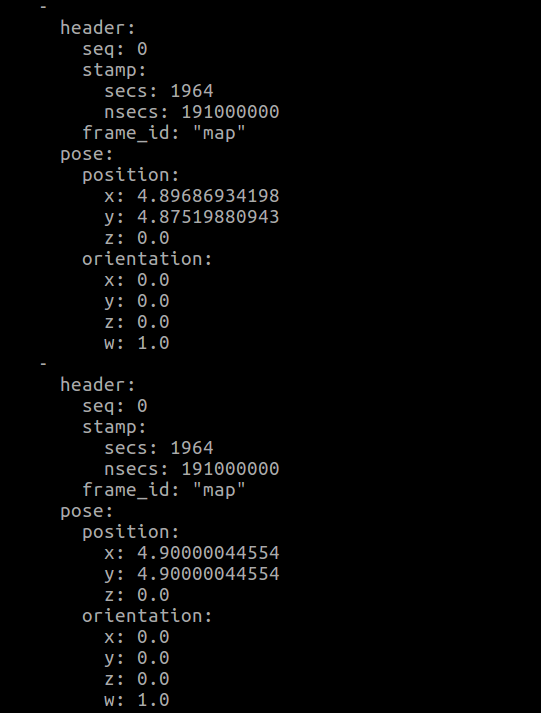 -
header:
seq: 0
stamp:
secs: 1964
nsecs: 191000000
frame_id: "map"
pose:
position:
x: 4.89686934198
y: 4.87519880943
z: 0.0
orientation:
x: 0.0
y: 0.0
z: 0.0
w: 1.0
-
header:
seq: 0
stamp:
secs: 1964
nsecs: 191000000
frame_id: "map"
pose:
position:
x: 4.90000044554
y: 4.90000044554
z: 0.0
orientation:
x: 0.0
y: 0.0
z: 0.0
w: 1.0